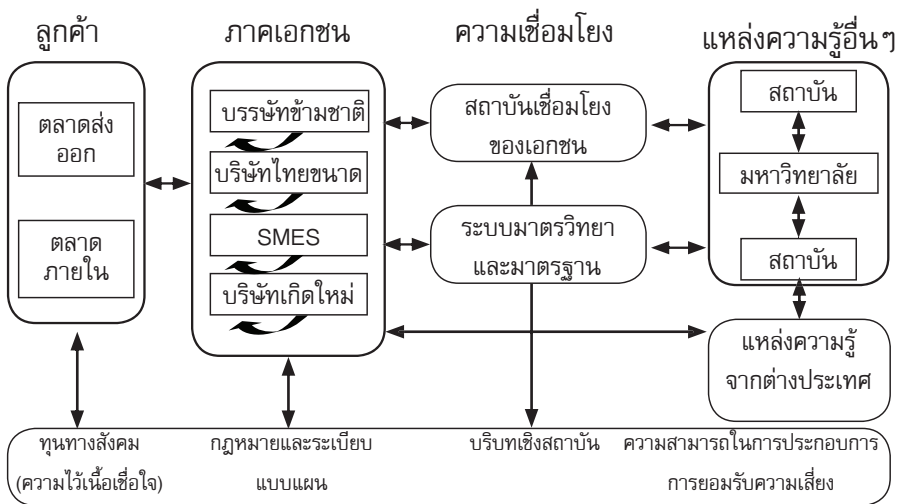 ลูกค้า
ภาคเอกชน
ความเชื่อมโยง
แหล่งความรู้อื่นๆ
ตลาดส่ง
ออก
ตลาด
ภายใน
บรรษัทข้ามชาติ
บริษัทไทยขนาด
SMES
บริษัทเกิดใหม่
สถาบันเชื่อมโยง
ของเอกชน
ระบบมาตรวิทยา
และมาตรฐาน
สถาบัน
มหาวิทยาลัย
สถาบัน
แหล่งความรู้
จากต่างประเทศ
ทุนทางสังคม
(ความไว้เนื้อเชื่อใจ)
กฎหมายและระเบียบ
แบบแผน
บริบทเชิงสถาบัน
ความสามารถในการประกอบการ
การยอมรับความเสี่ยง